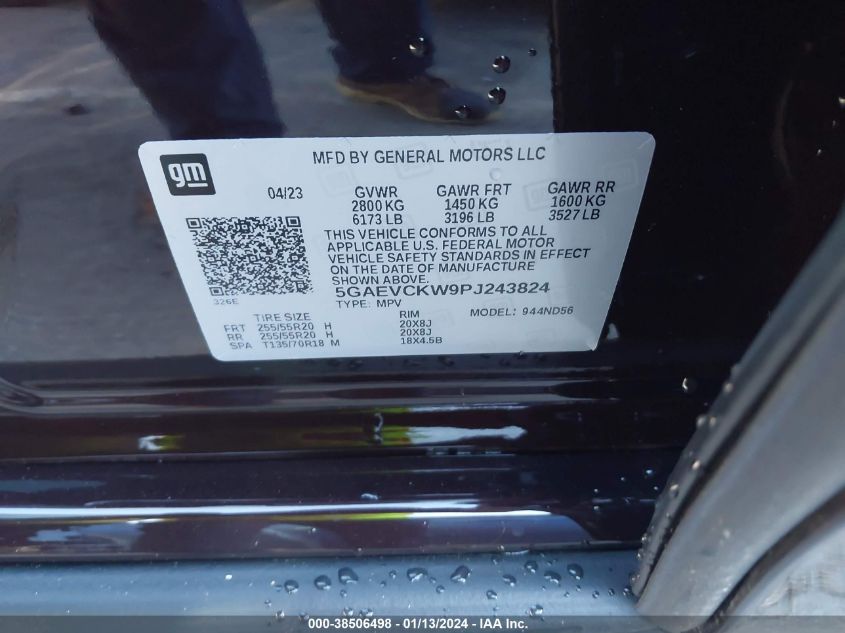 gm
MFD BY GENERAL MOTORS LLC
04/23
GVWR GAWR FRT GAWR RR
2800 KG 1450 KG 1600 KG
6173 LB 3196 LB 3527 LB
THIS VEHICLE CONFORMS TO ALL
APPLICABLE U.S. FEDERAL MOTOR
VEHICLE SAFETY STANDARDS IN EFFECT
ON THE DATE OF MANUFACTURE
SHOWN ABOVE.
326E
5GAEVCKW9PJ243824
TYPE: MPV MODEL: 944ND56
TIRE SIZE RIM
FRT 255/55R20 H 20X8J
RR 255/55R20 H 20X8J
SPA T135/70R18 M 18X4.5B
000-38506498 - 01/13/2024 - IAA Inc.